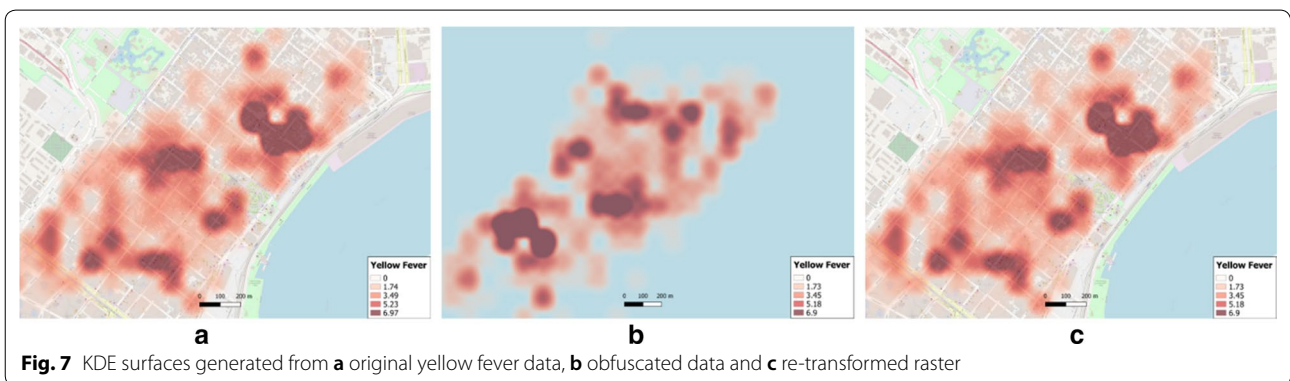 Yellow Fever
0
1.74
3.49
5.23
6.97
0 100 200 m
Yellow Fever
0
1.73
3.45
5.18
6.9
0 100 200 m
Yellow Fever
0
1.73
3.45
5.18
6.9
0 100 200 m
a
b
c
Fig. 7 KDE surfaces generated from a original yellow fever data, b obfuscated data and c re-transformed raster